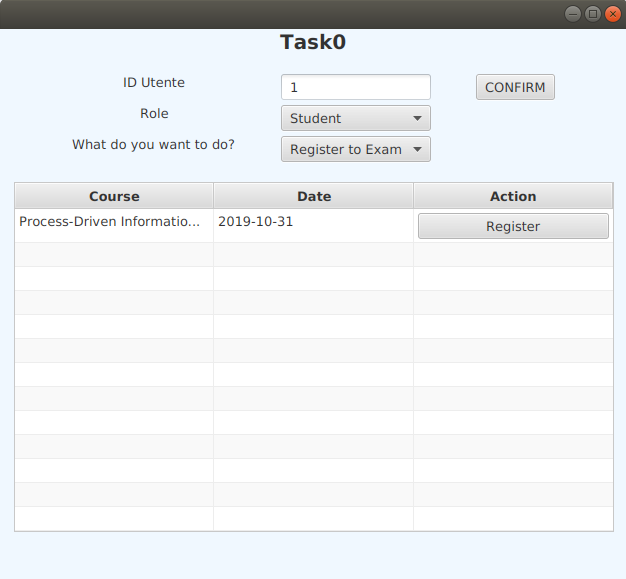 Task0
ID Utente 1 CONFIRM
Role Student
What do you want to do? Register to Exam
Course Date Action
Process-Driven Informatio... 2019-10-31 Register